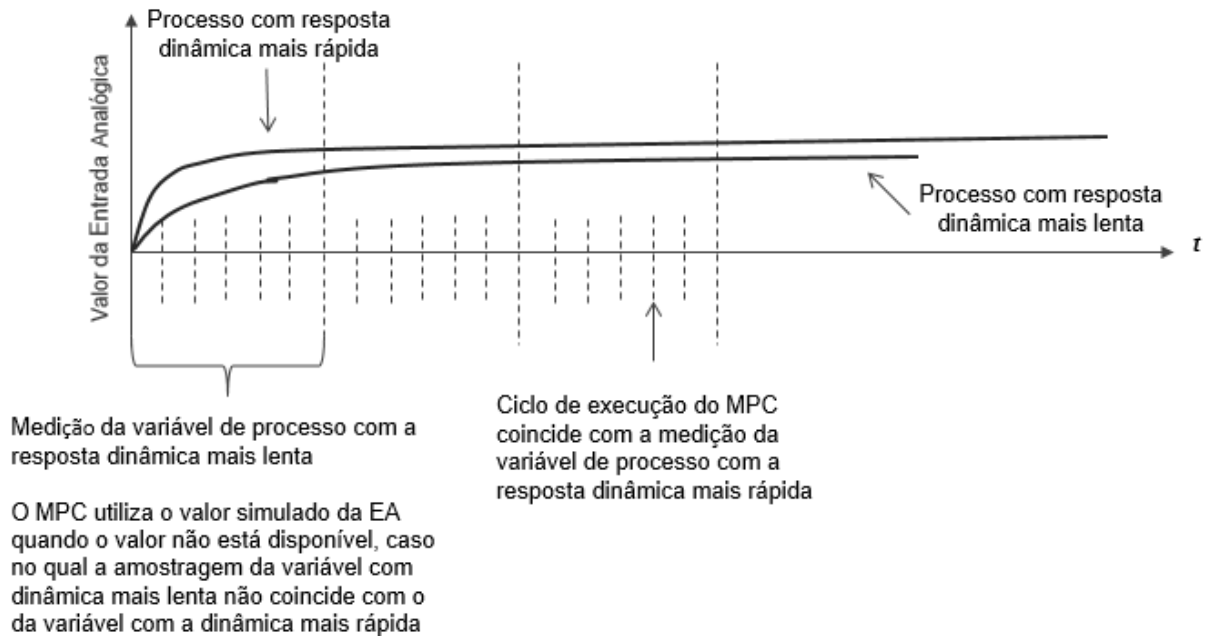 Processo com resposta
dinâmica mais rápida
Valor da Entrada Analógica
Processo com resposta
dinâmica mais lenta
t
Medição da variável de processo com a
resposta dinâmica mais lenta
Ciclo de execução do MPC
coincide com a medição da
variável de processo com a
resposta dinâmica mais rápida
O MPC utiliza o valor simulado da EA
quando o valor não está disponível, caso
no qual a amostragem da variável com
dinâmica mais lenta não coincide com o
da variável com a dinâmica mais rápida